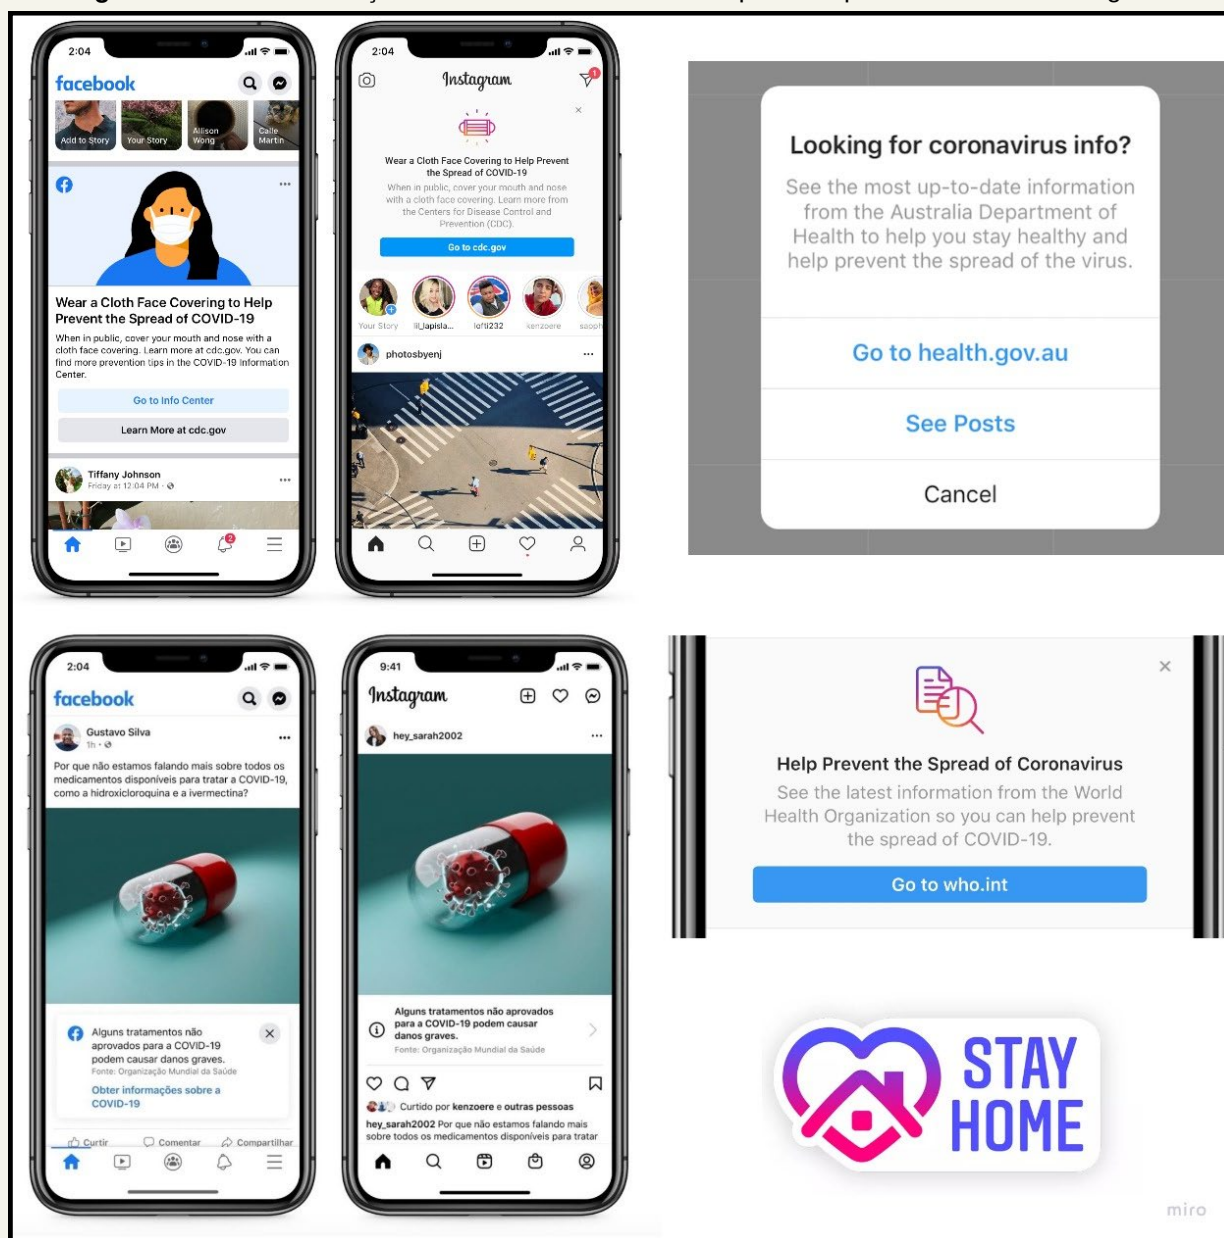 2:04
facebook
Add to Story
Your Story
Allison
Wong
Calle
Martin
Wear a Cloth Face Covering to Help
Prevent the Spread of COVID-19
When in public, cover your mouth and nose with a
cloth face covering. Learn more at cdc.gov. You can
find more prevention tips in the COVID-19 Information
Center.
Go to Info Center
Learn More at cdc.gov
Tiffany Johnson
Friday at 12:04 PM
2
2:04
Instagram
1
Wear a Cloth Face Covering to Help Prevent
the Spread of COVID-19
When in public, cover your mouth and nose
with a cloth face covering. Learn more from
the Centers for Disease Control and
Prevention (CDC).
Go to cdc.gov
Your Story
lil_lapisla...
lofti232
kenzoere
photosbyenj
Looking for coronavirus info?
See the most up-to-date information
from the Australia Department of
Health to help you stay healthy and
help prevent the spread of the virus.
Go to health.gov.au
See Posts
Cancel
2:04
facebook
Gustavo Silva
1h
Por que não estamos falando mais sobre todos os
medicamentos disponíveis para tratar a COVID-19,
como a hidroxicloroquina e a ivermectina?
Alguns tratamentos não
aprovados para a COVID-19
podem causar danos graves.
Fonte: Organização Mundial da Saúde
Obter informações sobre a
COVID-19
Curtir
Comentar
Compartilhar
9:41
Instagram
hey_sarah2002
Alguns tratamentos não aprovados
para a COVID-19 podem causar
danos graves.
Fonte: Organização Mundial da Saúde
Curtido por kenzoere e outras pessoas
hey_sarah2002 Por que não estamos falando mais
sobre todos os medicamentos disponíveis para tratar
Help Prevent the Spread of Coronavirus
See the latest information from the World
Health Organization so you can help prevent
the spread of COVID-19.
Go to who.int
STAY
HOME
miro